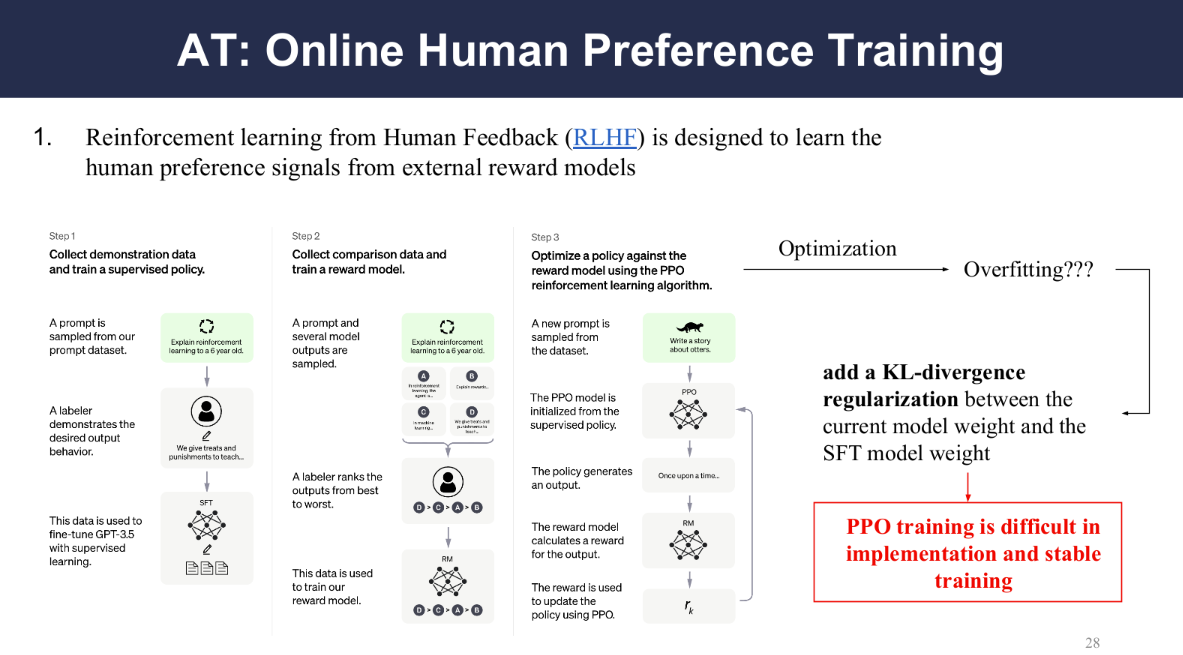 AT: Online Human Preference Training
1. Reinforcement learning from Human Feedback (RLHF) is designed to learn the
human preference signals from external reward models
Step 1
Collect demonstration data
and train a supervised policy.
A prompt is
sampled from our
prompt dataset.
Explain reinforcement
learning to a 6 year old.
A labeler
demonstrates the
desired output
behavior.
We give treats and
punishments to teach...
This data is used to
fine-tune GPT-3.5
with supervised
learning.
SFT
Step 2
Collect comparison data and
train a reward model.
A prompt and
several model
outputs are
sampled.
Explain reinforcement
learning to a 6 year old.
A
In reinforcement
learning, the
agent is...
B
Explain rewards...
C
In machine
learning...
D
We give treats and
punishments to
teach...
A labeler ranks the
outputs from best
to worst.
D > C > A > B
This data is used
to train our
reward model.
RM
D > C > A > B
Step 3
Optimize a policy against the
reward model using the PPO
reinforcement learning algorithm.
A new prompt is
sampled from
the dataset.
Write a story
about otters.
The PPO model is
initialized from the
supervised policy.
PPO
The policy generates
an output.
Once upon a time...
The reward model
calculates a reward
for the output.
RM
The reward is used
to update the
policy using PPO.
rk
Optimization
Overfitting???
add a KL-divergence
regularization between the
current model weight and the
SFT model weight
PPO training is difficult in
implementation and stable
training
28